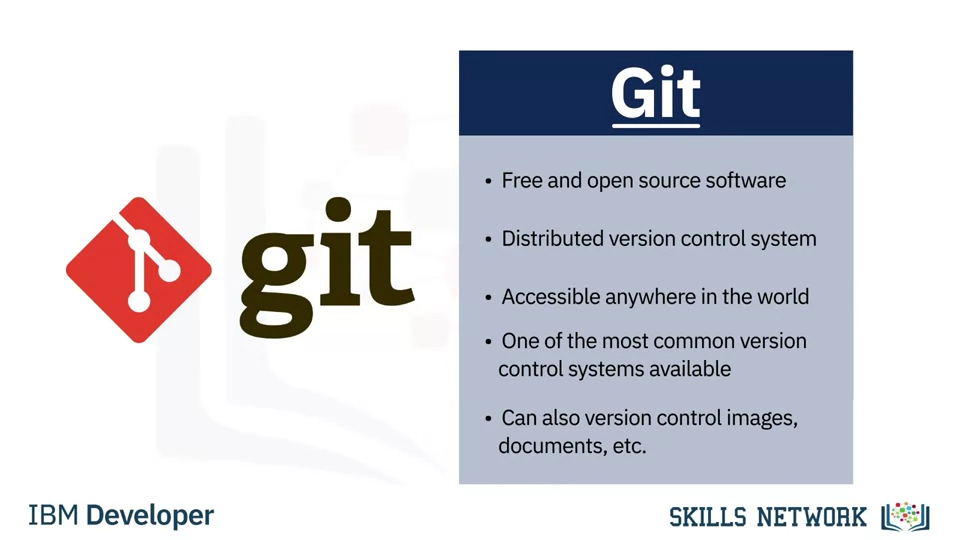 git
Git
• Free and open source software
• Distributed version control system
• Accessible anywhere in the world
• One of the most common version
control systems available
• Can also version control images,
documents, etc.
IBM Developer
SKILLS NETWORK